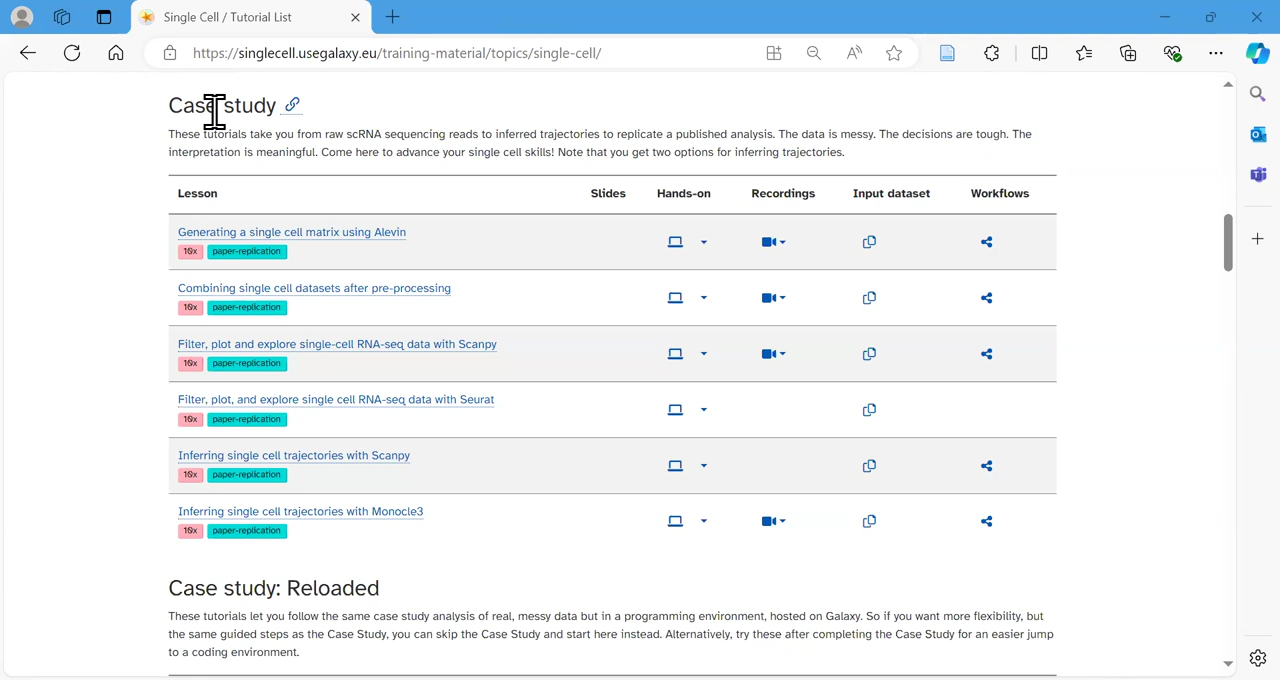 Single Cell / Tutorial List
https://singlecell.usegalaxy.eu/training-material/topics/single-cell/
Case study
These tutorials take you from raw scRNA sequencing reads to inferred trajectories to replicate a published analysis. The data is messy. The decisions are tough. The
interpretation is meaningful. Come here to advance your single cell skills! Note that you get two options for inferring trajectories.
Lesson Slides Hands-on Recordings Input dataset Workflows
Generating a single cell matrix using Alevin
10x paper-replication
Combining single cell datasets after pre-processing
10x paper-replication
Filter, plot and explore single-cell RNA-seq data with Scanpy
10x paper-replication
Filter, plot, and explore single cell RNA-seq data with Seurat
10x paper-replication
Inferring single cell trajectories with Scanpy
10x paper-replication
Inferring single cell trajectories with Monocle3
10x paper-replication
Case study: Reloaded
These tutorials let you follow the same case study analysis of real, messy data but in a programming environment, hosted on Galaxy. So if you want more flexibility, but
the same guided steps as the Case Study, you can skip the Case Study and start here instead. Alternatively, try these after completing the Case Study for an easier jump
to a coding environment.